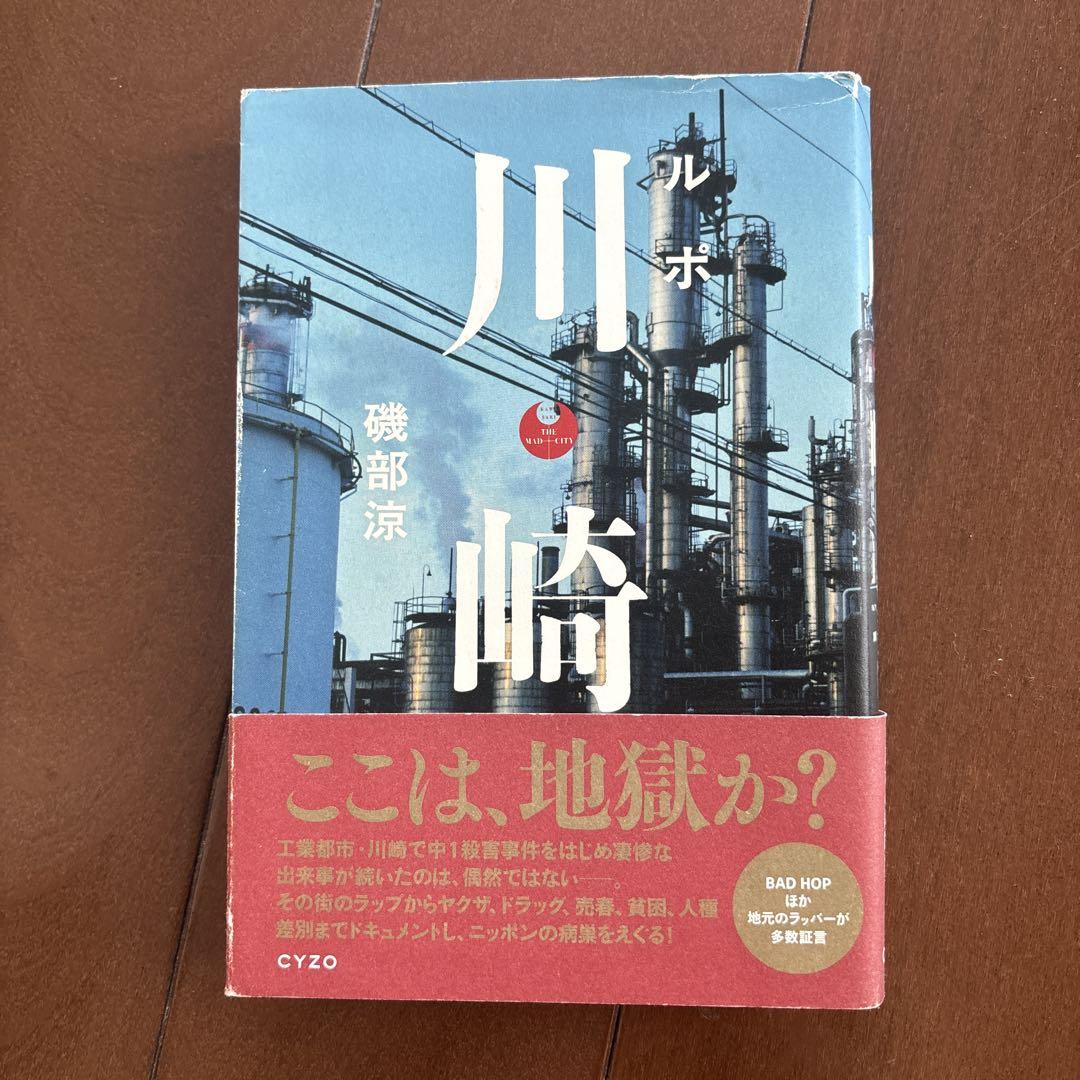 ルポ
川崎
磯部涼
THE
MAD CITY
ここは、地獄か?
工業都市・川崎で中1殺害事件をはじめ凄惨な
出来事が続いたのは、偶然ではない――。
その街のラップからヤクザ、ドラッグ、売春、貧困、人種
差別までドキュメントし、ニッポンの病巣をえぐる!
BAD HOP
ほか
地元のラッパーが
多数証言
CYZO